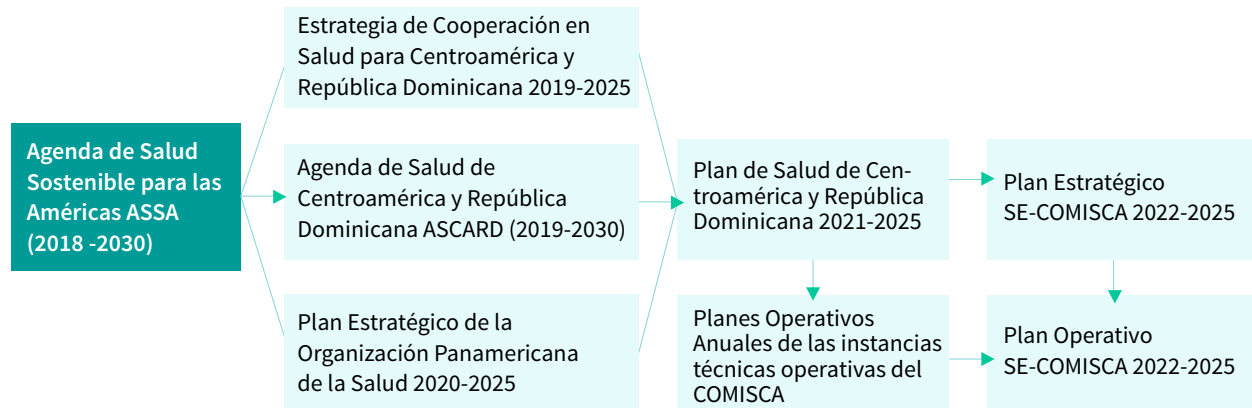 Agenda de Salud
Sostenible para las
Américas ASSA
(2018 -2030)
Estrategia de Cooperación en
Salud para Centroamérica y
República Dominicana 2019-2025
Agenda de Salud de
Centroamérica y República
Dominicana ASCARD (2019-2030)
Plan Estratégico de la
Organización Panamericana
de la Salud 2020-2025
Plan de Salud de Cen-
troamérica y República
Dominicana 2021-2025
Planes Operativos
Anuales de las instancias
técnicas operativas del
COMISCA
Plan Estratégico
SE-COMISCA 2022-2025
Plan Operativo
SE-COMISCA 2022-2025